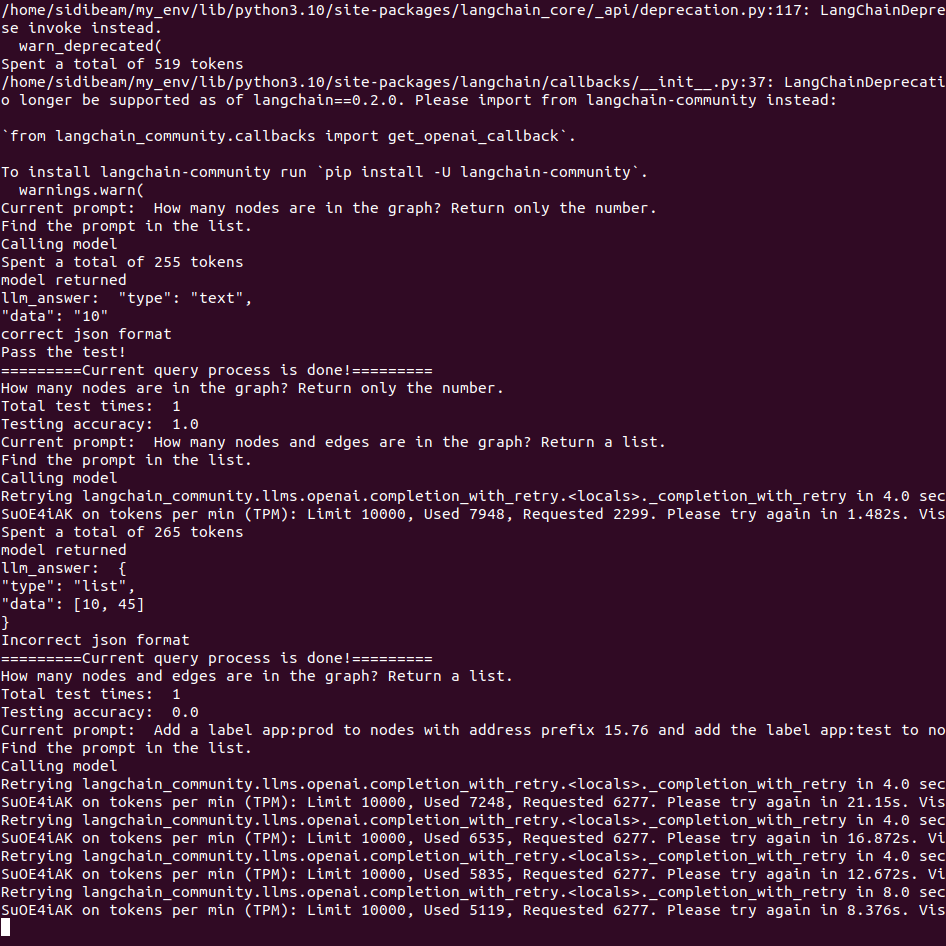 /home/sidibeam/my_env/lib/python3.10/site-packages/langchain_core/_api/deprecation.py:117: LangChainDepre
se invoke instead.
  warn_deprecated(
Spent a total of 519 tokens
/home/sidibeam/my_env/lib/python3.10/site-packages/langchain/callbacks/__init__.py:37: LangChainDeprecati
o longer be supported as of langchain==0.2.0. Please import from langchain-community instead:

`from langchain_community.callbacks import get_openai_callback`.

To install langchain-community run `pip install -U langchain-community`.
  warnings.warn(
Current prompt:  How many nodes are in the graph? Return only the number.
Find the prompt in the list.
Calling model
Spent a total of 255 tokens
model returned
llm_answer:  "type": "text",
"data": "10"
correct json format
Pass the test!
=========Current query process is done!=========
How many nodes are in the graph? Return only the number.
Total test times:  1
Testing accuracy:  1.0
Current prompt:  How many nodes and edges are in the graph? Return a list.
Find the prompt in the list.
Calling model
Retrying langchain_community.llms.openai.completion_with_retry.<locals>._completion_with_retry in 4.0 sec
SuOE4iAK on tokens per min (TPM): Limit 10000, Used 7948, Requested 2299. Please try again in 1.482s. Vis
Spent a total of 265 tokens
model returned
llm_answer:  {
"type": "list",
"data": [10, 45]
}
Incorrect json format
=========Current query process is done!=========
How many nodes and edges are in the graph? Return a list.
Total test times:  1
Testing accuracy:  0.0
Current prompt:  Add a label app:prod to nodes with address prefix 15.76 and add the label app:test to no
Find the prompt in the list.
Calling model
Retrying langchain_community.llms.openai.completion_with_retry.<locals>._completion_with_retry in 4.0 sec
SuOE4iAK on tokens per min (TPM): Limit 10000, Used 7248, Requested 6277. Please try again in 21.15s. Vis
Retrying langchain_community.llms.openai.completion_with_retry.<locals>._completion_with_retry in 4.0 sec
SuOE4iAK on tokens per min (TPM): Limit 10000, Used 6535, Requested 6277. Please try again in 16.872s. Vi
Retrying langchain_community.llms.openai.completion_with_retry.<locals>._completion_with_retry in 4.0 sec
SuOE4iAK on tokens per min (TPM): Limit 10000, Used 5835, Requested 6277. Please try again in 12.672s. Vi
Retrying langchain_community.llms.openai.completion_with_retry.<locals>._completion_with_retry in 8.0 sec
SuOE4iAK on tokens per min (TPM): Limit 10000, Used 5119, Requested 6277. Please try again in 8.376s. Vis